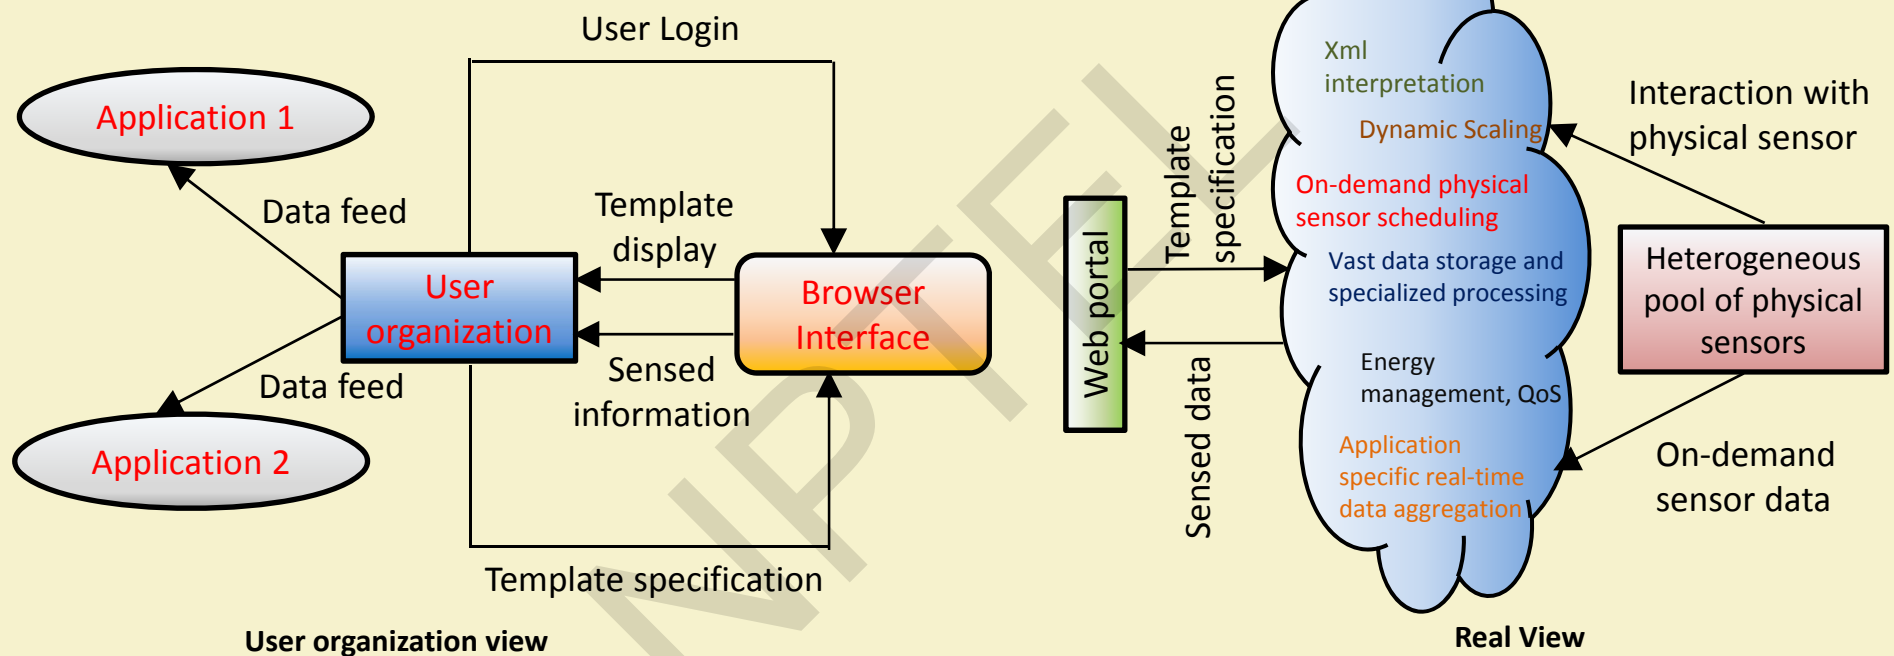 User Login
Application 1
Data feed
Template
display
User
organization
Browser
Interface
Sensed
information
Data feed
Application 2
Template specification
User organization view
Xml
interpretation
Dynamic Scaling
On-demand physical
sensor scheduling
Vast data storage and
specialized processing
Energy
management, QoS
Application
specific real-time
data aggregation
Template
specification
Web portal
Sensed data
Interaction with
physical sensor
Heterogeneous
pool of physical
sensors
On-demand
sensor data
Real View
NPTEL